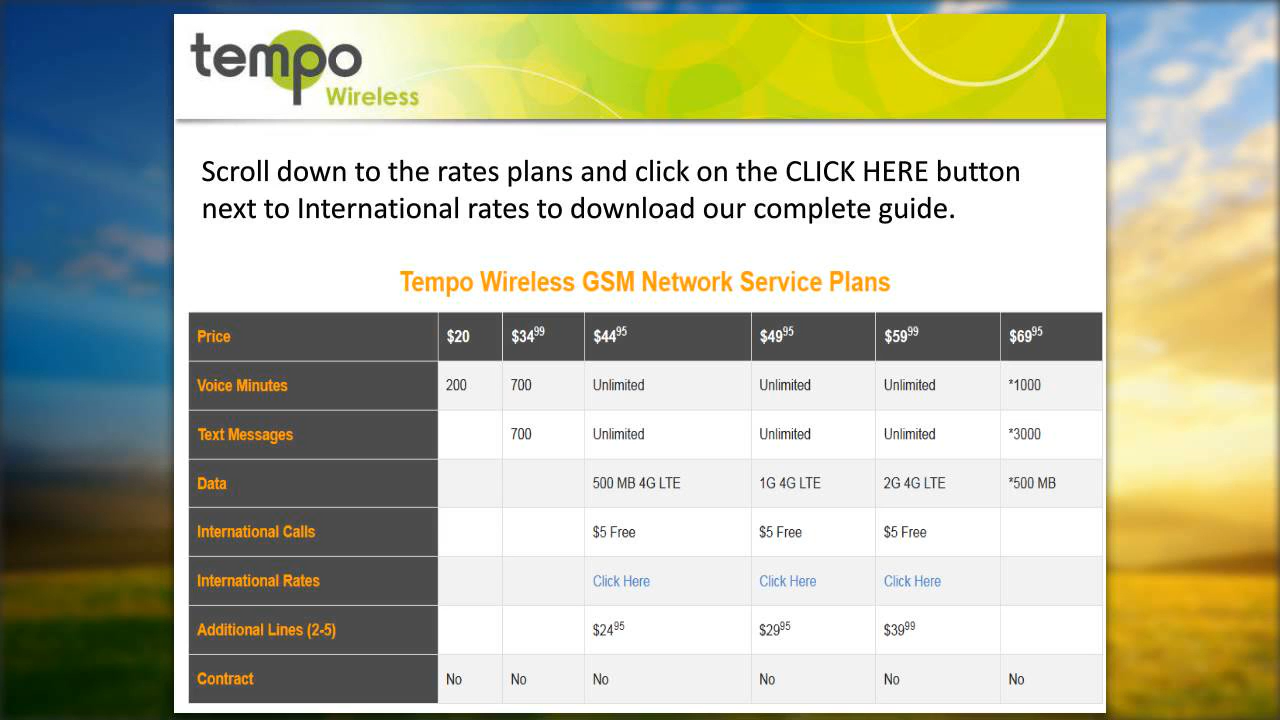 tempo
Wireless
Scroll down to the rates plans and click on the CLICK HERE button
next to International rates to download our complete guide.
Tempo Wireless GSM Network Service Plans
Price $20 $34⁹⁹ $44⁹⁵ $49⁹⁵ $59⁹⁹ $69⁹⁵
Voice Minutes 200 700 Unlimited Unlimited Unlimited *1000
Text Messages 700 Unlimited Unlimited Unlimited *3000
Data 500 MB 4G LTE 1G 4G LTE 2G 4G LTE *500 MB
International Calls $5 Free $5 Free $5 Free
International Rates Click Here Click Here Click Here
Additional Lines (2-5) $24⁹⁵ $29⁹⁵ $39⁹⁹
Contract No No No No No No